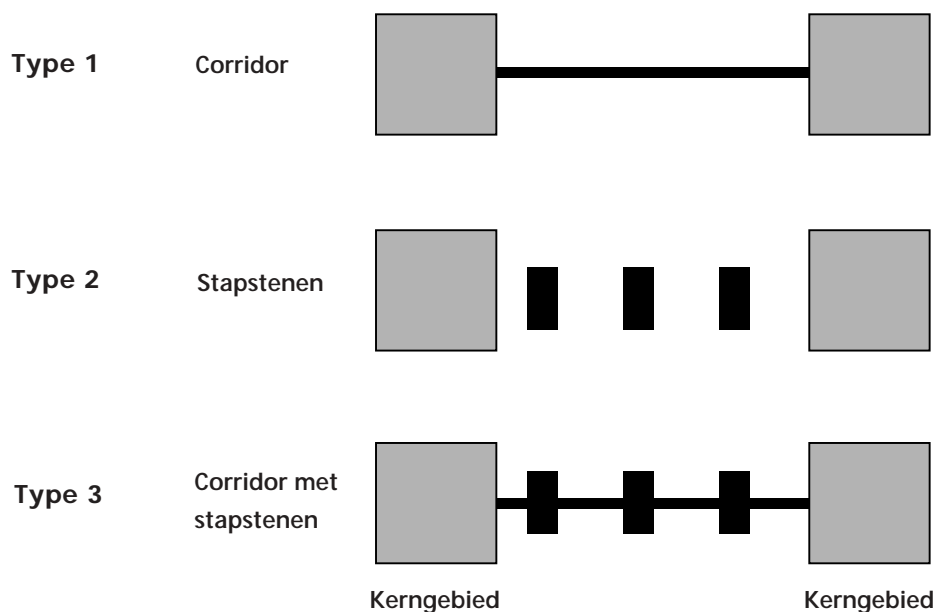 Type 1 Corridor
Type 2 Stapstenen
Type 3 Corridor met
stapstenen
Kerngebied Kerngebied